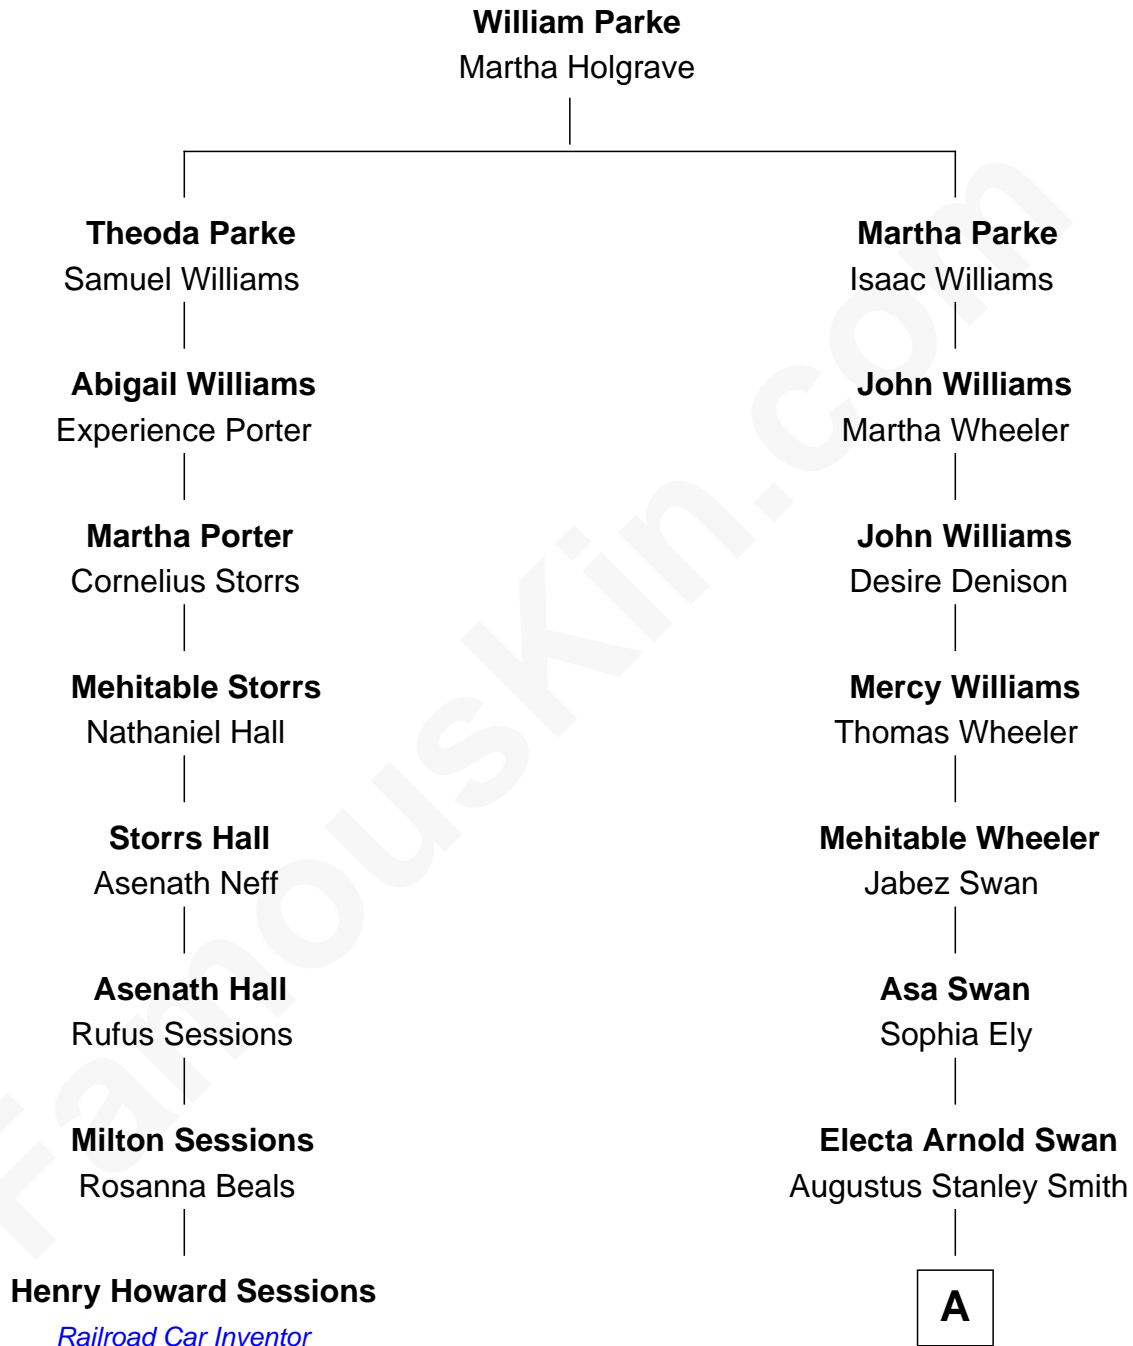 William Parke
Martha Holgrave
Theoda Parke
Samuel Williams
Martha Parke
Isaac Williams
Abigail Williams
Experience Porter
John Williams
Martha Wheeler
Martha Porter
Cornelius Storrs
John Williams
Desire Denison
Mehitable Storrs
Nathaniel Hall
Mercy Williams
Thomas Wheeler
Storrs Hall
Asenath Neff
Mehitable Wheeler
Jabez Swan
Asenath Hall
Rufus Sessions
Asa Swan
Sophia Ely
Milton Sessions
Rosanna Beals
Electa Arnold Swan
Augustus Stanley Smith
Henry Howard Sessions
Railroad Car Inventor
A
FamousKin.com